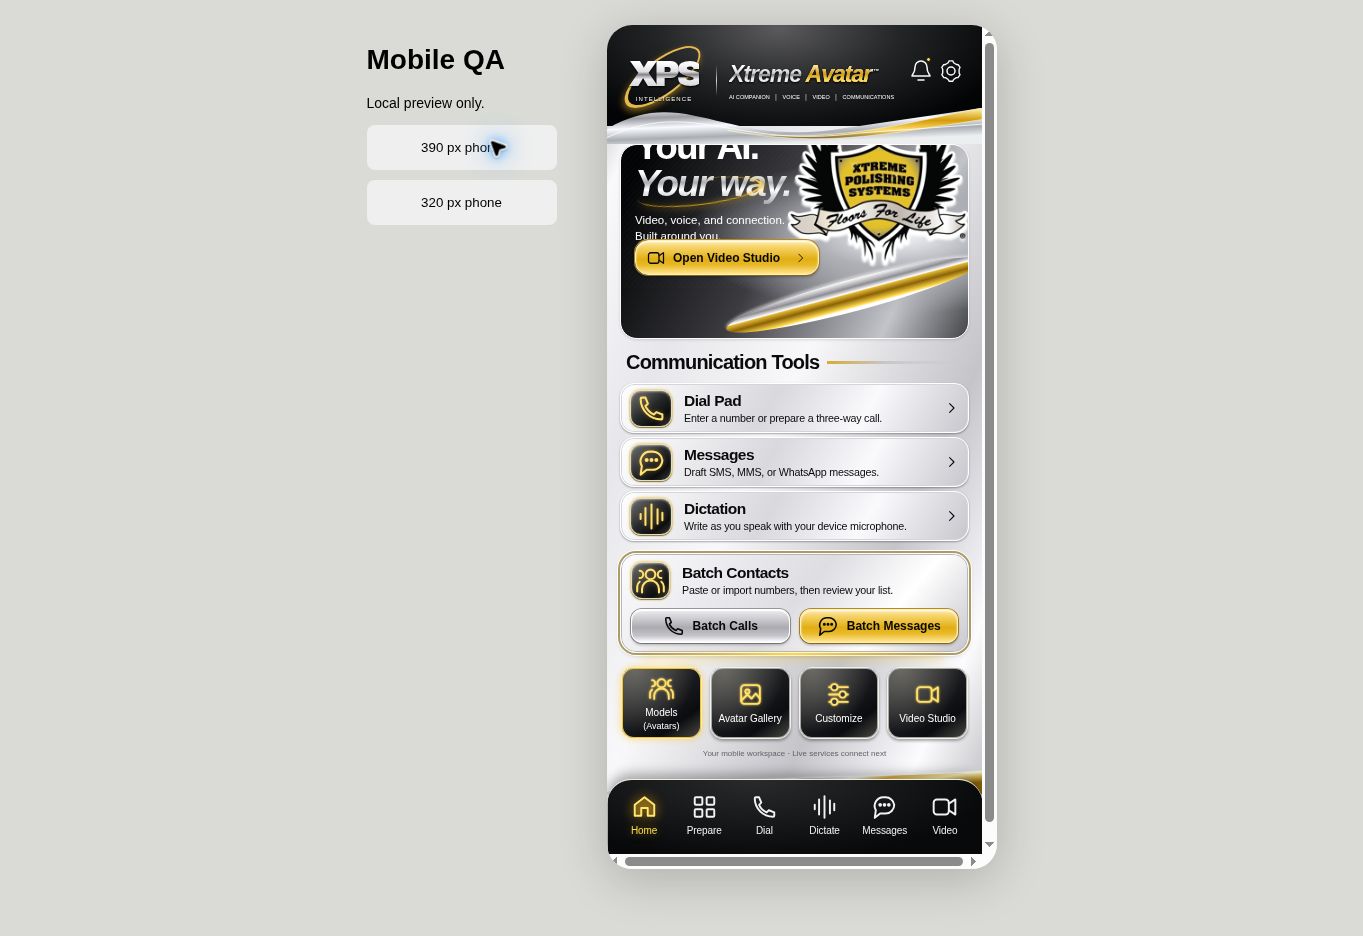 Mobile QA
Local preview only.
390 px phon
320 px phone
XPS
INTELLIGENCE
Xtreme Avatar™
AI COMPANION | VOICE | VIDEO | COMMUNICATIONS
Your AI.
Your way.
Video, voice, and connection.
Built around you.
XTREME
POLISHING
SYSTEMS
Floors For Life
Open Video Studio
Communication Tools
Dial Pad
Enter a number or prepare a three-way call.
Messages
Draft SMS, MMS, or WhatsApp messages.
Dictation
Write as you speak with your device microphone.
Batch Contacts
Paste or import numbers, then review your list.
Batch Calls
Batch Messages
Models
(Avatars)
Avatar Gallery
Customize
Video Studio
Your mobile workspace · Live services connect next
Home
Prepare
Dial
Dictate
Messages
Video